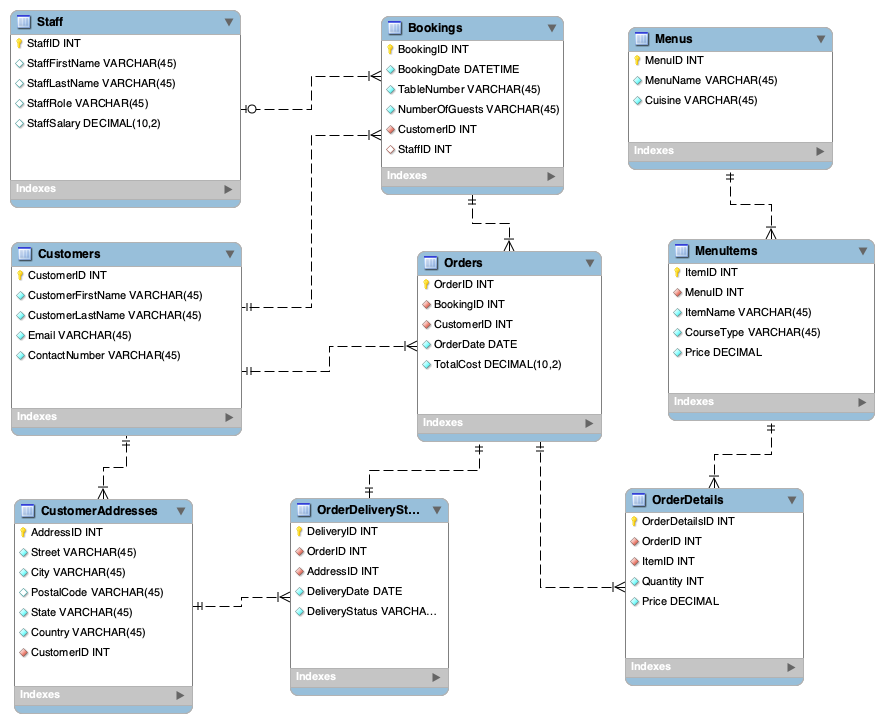 Staff
StaffID INT
StaffFirstName VARCHAR(45)
StaffLastName VARCHAR(45)
StaffRole VARCHAR(45)
StaffSalary DECIMAL(10,2)
Indexes
Bookings
BookingID INT
BookingDate DATETIME
TableNumber VARCHAR(45)
NumberOfGuests VARCHAR(45)
CustomerID INT
StaffID INT
Indexes
Menus
MenuID INT
MenuName VARCHAR(45)
Cuisine VARCHAR(45)
Indexes
Customers
CustomerID INT
CustomerFirstName VARCHAR(45)
CustomerLastName VARCHAR(45)
Email VARCHAR(45)
ContactNumber VARCHAR(45)
Indexes
Orders
OrderID INT
BookingID INT
CustomerID INT
OrderDate DATE
TotalCost DECIMAL(10,2)
Indexes
MenuItems
ItemID INT
MenuID INT
ItemName VARCHAR(45)
CourseType VARCHAR(45)
Price DECIMAL
Indexes
CustomerAddresses
AddressID INT
Street VARCHAR(45)
City VARCHAR(45)
PostalCode VARCHAR(45)
State VARCHAR(45)
Country VARCHAR(45)
CustomerID INT
Indexes
OrderDeliverySt...
DeliveryID INT
OrderID INT
AddressID INT
DeliveryDate DATE
DeliveryStatus VARCHA...
Indexes
OrderDetails
OrderDetailsID INT
OrderID INT
ItemID INT
Quantity INT
Price DECIMAL
Indexes